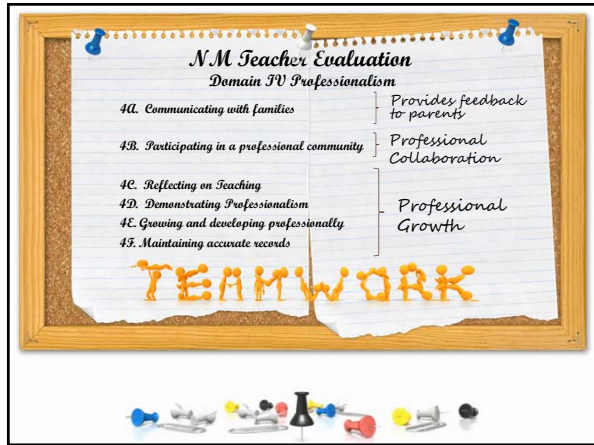 NM Teacher Evaluation
Domain IV Professionalism
4A. Communicating with families
Provides feedback
to parents
4B. Participating in a professional community
Professional
Collaboration
4C. Reflecting on Teaching
4D. Demonstrating Professionalism
4E. Growing and developing professionally
4F. Maintaining accurate records
Professional
Growth
TEAMWORK